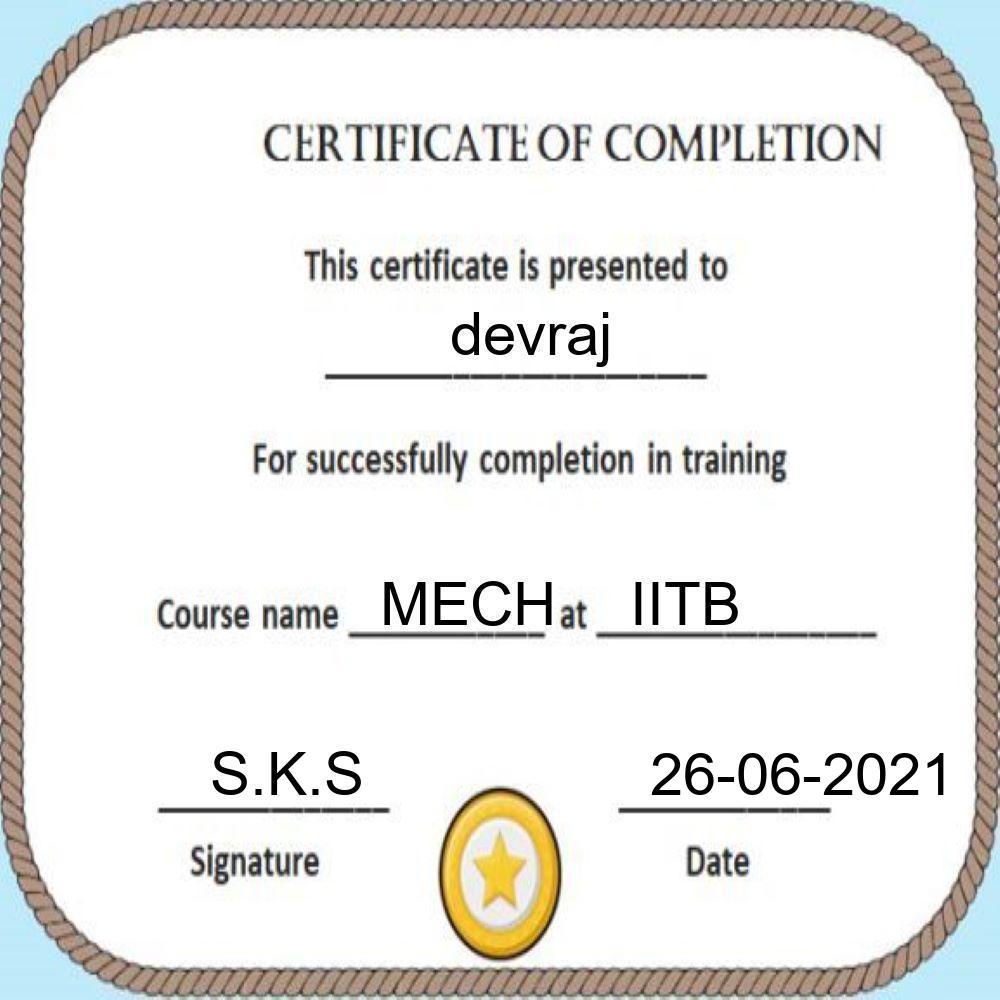 CERTIFICATE OF COMPLETION
This certificate is presented to
devraj
For successfully completion in training
Course name MECH at IITB
S.K.S 26-06-2021
Signature Date